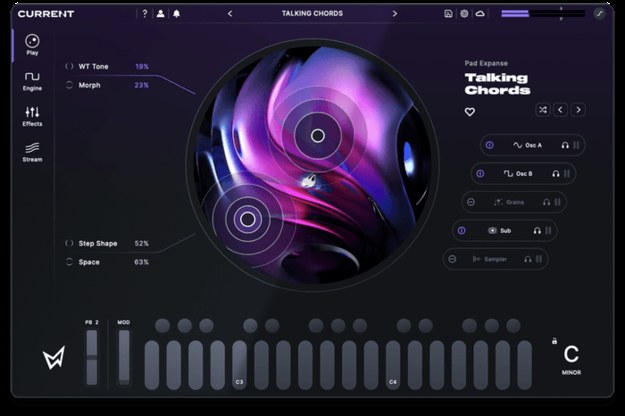 CURRENT
?
TALKING CHORDS
Play
Engine
Effects
Stream
WT Tone 19%
Morph 23%
Step Shape 52%
Space 63%
Pad Expanse
Talking
Chords
Osc A
Osc B
Grains
Sub
Sampler
PB 2
MOD
C3
C4
C
MINOR